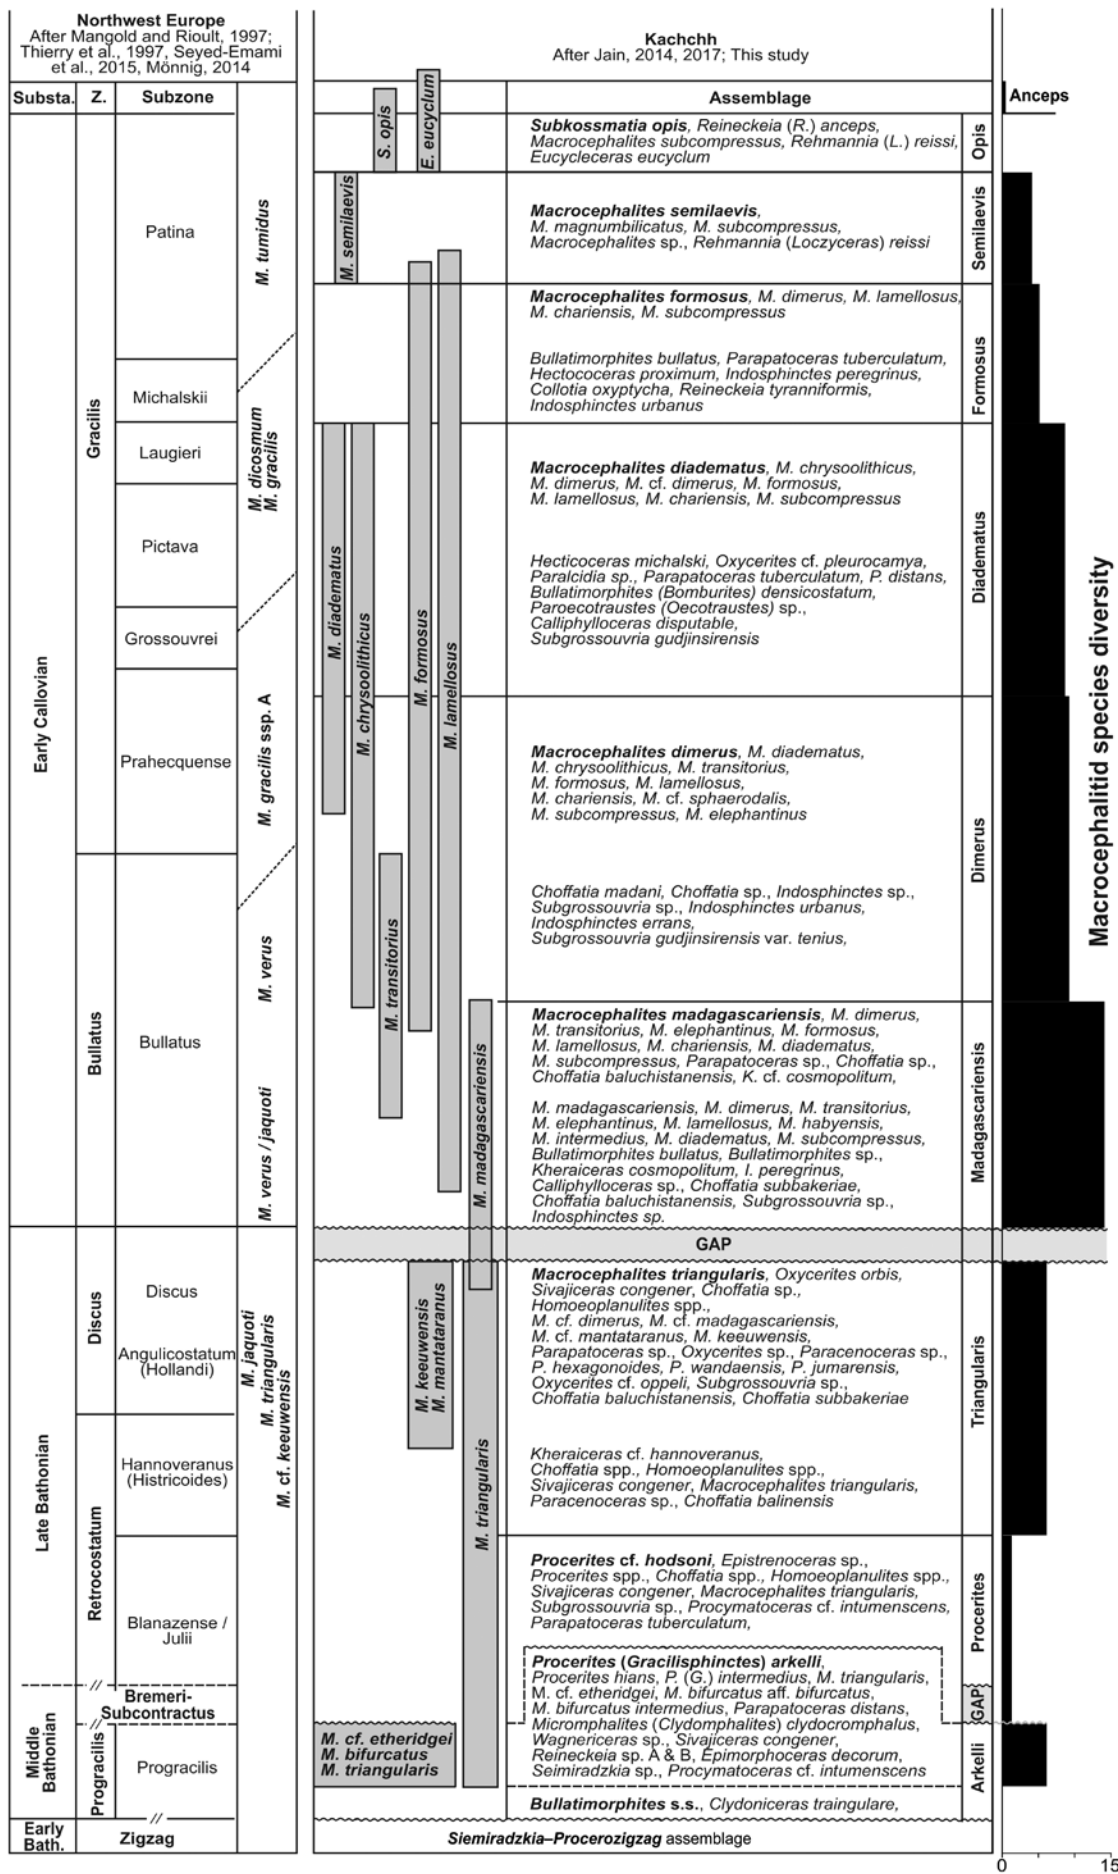 Northwest Europe
After Mangold and Rioult, 1997;
Thierry et al., 1997, Seyed-Emami
et al., 2015, Mönnig, 2014
Kachchh
After Jain, 2014, 2017; This study
Substa.
Z.
Subzone
S. opis
E. eucyclum
Assemblage
Anceps
Early Callovian
Gracilis
Patina
Michalskii
Laugieri
Pictava
Grossouvrei
Prahecquense
Bullatus
Bullatus
M. tumidus
M. dicosmum
M. gracilis
M. gracilis ssp. A
M. verus
M. verus / jaquoti
Late Bathonian
Discus
Discus
Angulicostatum
(Hollandi)
Retrocostatum
Hannoveranus
(Histricoides)
Blanazense /
Julii
M. jaquoti
M. triangularis
M. cf. keeuwensis
Middle
Bathonian
Bremeri-
Subcontractus
Progracilis
Progracilis
Early
Bath.
Zigzag
M. semilaevis
M. diadematus
M. chrysoolithicus
M. transitorius
M. formosus
M. lamellosus
M. madagascariensis
M. keeuwensis
M. mantataranus
M. triangularis
M. cf. etheridgei
M. bifurcatus
M. triangularis
Subkossmatia opis, Reineckeia (R.) anceps,
Macrocephalites subcompressus, Rehmannia (L.) reissi,
Eucycleceras eucyclum
Opis
Macrocephalites semilaevis,
M. magnumbilicatus, M. subcompressus,
Macrocephalites sp., Rehmannia (Loczyceras) reissi
Semilaevis
Macrocephalites formosus, M. dimerus, M. lamellosus,
M. chariensis, M. subcompressus
Bullatimorphites bullatus, Parapatoceras tuberculatum,
Hectococeras proximum, Indosphinctes peregrinus,
Collotia oxyptycha, Reineckeia tyranniformis,
Indosphinctes urbanus
Formosus
Macrocephalites diadematus, M. chrysoolithicus,
M. dimerus, M. cf. dimerus, M. formosus,
M. lamellosus, M. chariensis, M. subcompressus
Hecticoceras michalski, Oxycerites cf. pleurocamya,
Paralcidia sp., Parapatoceras tuberculatum, P. distans,
Bullatimorphites (Bomburites) densicostatum,
Paroecotraustes (Oecotraustes) sp.,
Calliphylloceras disputable,
Subgrossouvria gudjinsirensis
Diadematus
Macrocephalites dimerus, M. diadematus,
M. chrysoolithicus, M. transitorius,
M. formosus, M. lamellosus,
M. chariensis, M. cf. sphaerodalis,
M. subcompressus, M. elephantinus
Choffatia madani, Choffatia sp., Indosphinctes sp.,
Subgrossouvria sp., Indosphinctes urbanus,
Indosphinctes errans,
Subgrossouvria gudjinsirensis var. tenius,
Dimerus
Macrocephalites madagascariensis, M. dimerus,
M. transitorius, M. elephantinus, M. formosus,
M. lamellosus, M. chariensis, M. diadematus,
M. subcompressus, Parapatoceras sp., Choffatia sp.,
Choffatia baluchistanensis, K. cf. cosmopolitum,
M. madagascariensis, M. dimerus, M. transitorius,
M. elephantinus, M. lamellosus, M. habyensis,
M. intermedius, M. diadematus, M. subcompressus,
Bullatimorphites bullatus, Bullatimorphites sp.,
Kheraiceras cosmopolitum, I. peregrinus,
Calliphylloceras sp., Choffatia subbakeriae,
Choffatia baluchistanensis, Subgrossouvria sp.,
Indosphinctes sp.
Madagascariensis
GAP
Macrocephalites triangularis, Oxycerites orbis,
Sivajiceras congener, Choffatia sp.,
Homoeoplanulites spp.,
M. cf. dimerus, M. cf. madagascariensis,
M. cf. mantataranus, M. keeuwensis,
Parapatoceras sp., Oxycerites sp., Paracenoceras sp.,
P. hexagonoides, P. wandaensis, P. jumarensis,
Oxycerites cf. oppeli, Subgrossouvria sp.,
Choffatia baluchistanensis, Choffatia subbakeriae
Kheraiceras cf. hannoveranus,
Choffatia spp., Homoeoplanulites spp.,
Sivajiceras congener, Macrocephalites triangularis,
Paracenoceras sp., Choffatia balinensis
Triangularis
Procerites cf. hodsoni, Epistrenoceras sp.,
Procerites spp., Choffatia spp., Homoeoplanulites spp.,
Sivajiceras congener, Macrocephalites triangularis,
Subgrossouvria sp., Procymatoceras cf. intumenscens,
Parapatoceras tuberculatum,
Procerites
GAP
Procerites (Gracilisphinctes) arkelli,
Procerites hians, P. (G.) intermedius, M. triangularis,
M. cf. etheridgei, M. bifurcatus aff. bifurcatus,
M. bifurcatus intermedius, Parapatoceras distans,
Micromphalites (Clydomphalites) clydocromphalus,
Wagnericeras sp., Sivajiceras congener,
Reineckeia sp. A & B, Epimorphoceras decorum,
Seimiradzkia sp., Procymatoceras cf. intumenscens
Arkelli
Bullatimorphites s.s., Clydoniceras traingulare,
Siemiradzkia–Procerozigzag assemblage
Macrocephalitid species diversity
0
15